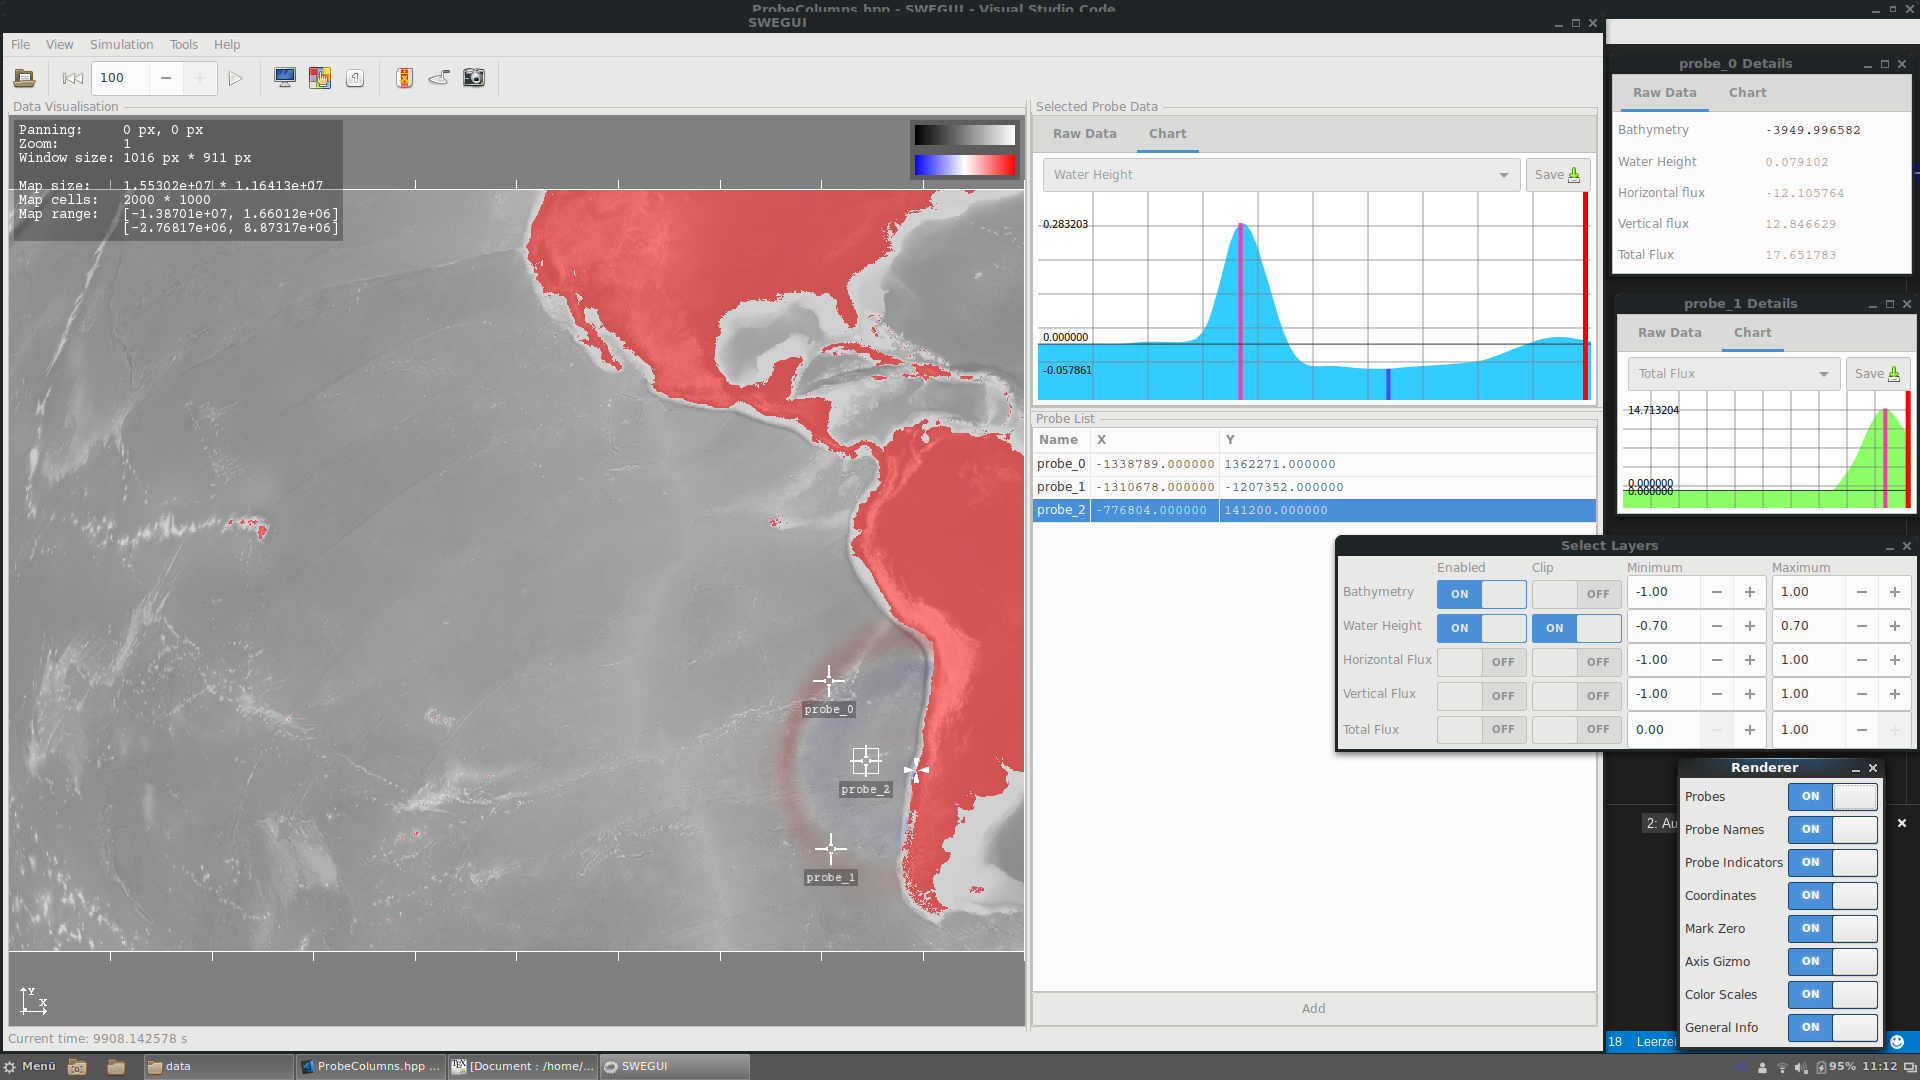 ProbeColumns.hpp - SWEGUI - Visual Studio Code
SWEGUI
File View Simulation Tools Help
100
Data Visualisation
Panning: 0 px, 0 px
Zoom: 1
Window size: 1016 px * 911 px
Map size: 1.55302e+07 * 1.16413e+07
Map cells: 2000 * 1000
Map range: [-1.38701e+07, 1.66012e+06]
[-2.76817e+06, 8.87317e+06]
probe_0
probe_2
probe_1
Y
X
Current time: 9908.142578 s
Selected Probe Data
Raw Data Chart
Water Height Save
0.283203
0.000000
-0.057861
Probe List
Name X Y
probe_0 -1338789.000000 1362271.000000
probe_1 -1310678.000000 -1207352.000000
probe_2 -776804.000000 141200.000000
Add
probe_0 Details
Raw Data Chart
Bathymetry -3949.996582
Water Height 0.079102
Horizontal flux -12.105764
Vertical flux 12.846629
Total Flux 17.651783
probe_1 Details
Raw Data Chart
Total Flux Save
14.713204
0.000000
0.000000
Select Layers
Enabled Clip Minimum Maximum
Bathymetry ON OFF -1.00 1.00
Water Height ON ON -0.70 0.70
Horizontal Flux OFF OFF -1.00 1.00
Vertical Flux OFF OFF -1.00 1.00
Total Flux OFF OFF 0.00 1.00
Renderer
Probes ON
Probe Names ON
Probe Indicators ON
Coordinates ON
Mark Zero ON
Axis Gizmo ON
Color Scales ON
General Info ON
2: Au
18 Leerzei
Menü data ProbeColumns.hpp ... [Document : /home/... SWEGUI 95% 11:12